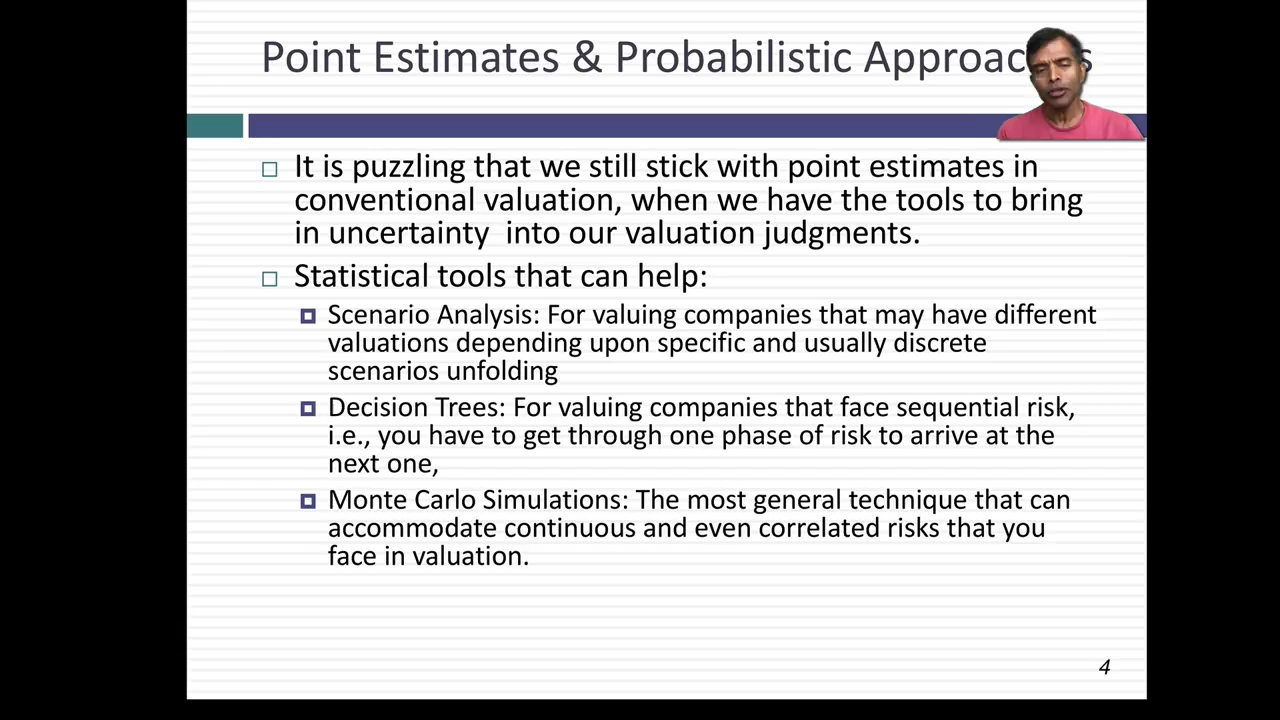 Point Estimates & Probabilistic
It is puzzling that we still stick with point estimates in
conventional valuation, when we have the tools to bring
in uncertainty into our valuation judgments.
Statistical tools that can help:
Scenario Analysis: For valuing companies that may have different
valuations depending upon specific and usually discrete
scenarios unfolding
Decision Trees: For valuing companies that face sequential risk,
i.e., you have to get through one phase of risk to arrive at the
next one,
Monte Carlo Simulations: The most general technique that can
accommodate continuous and even correlated risks that you
face in valuation.
4